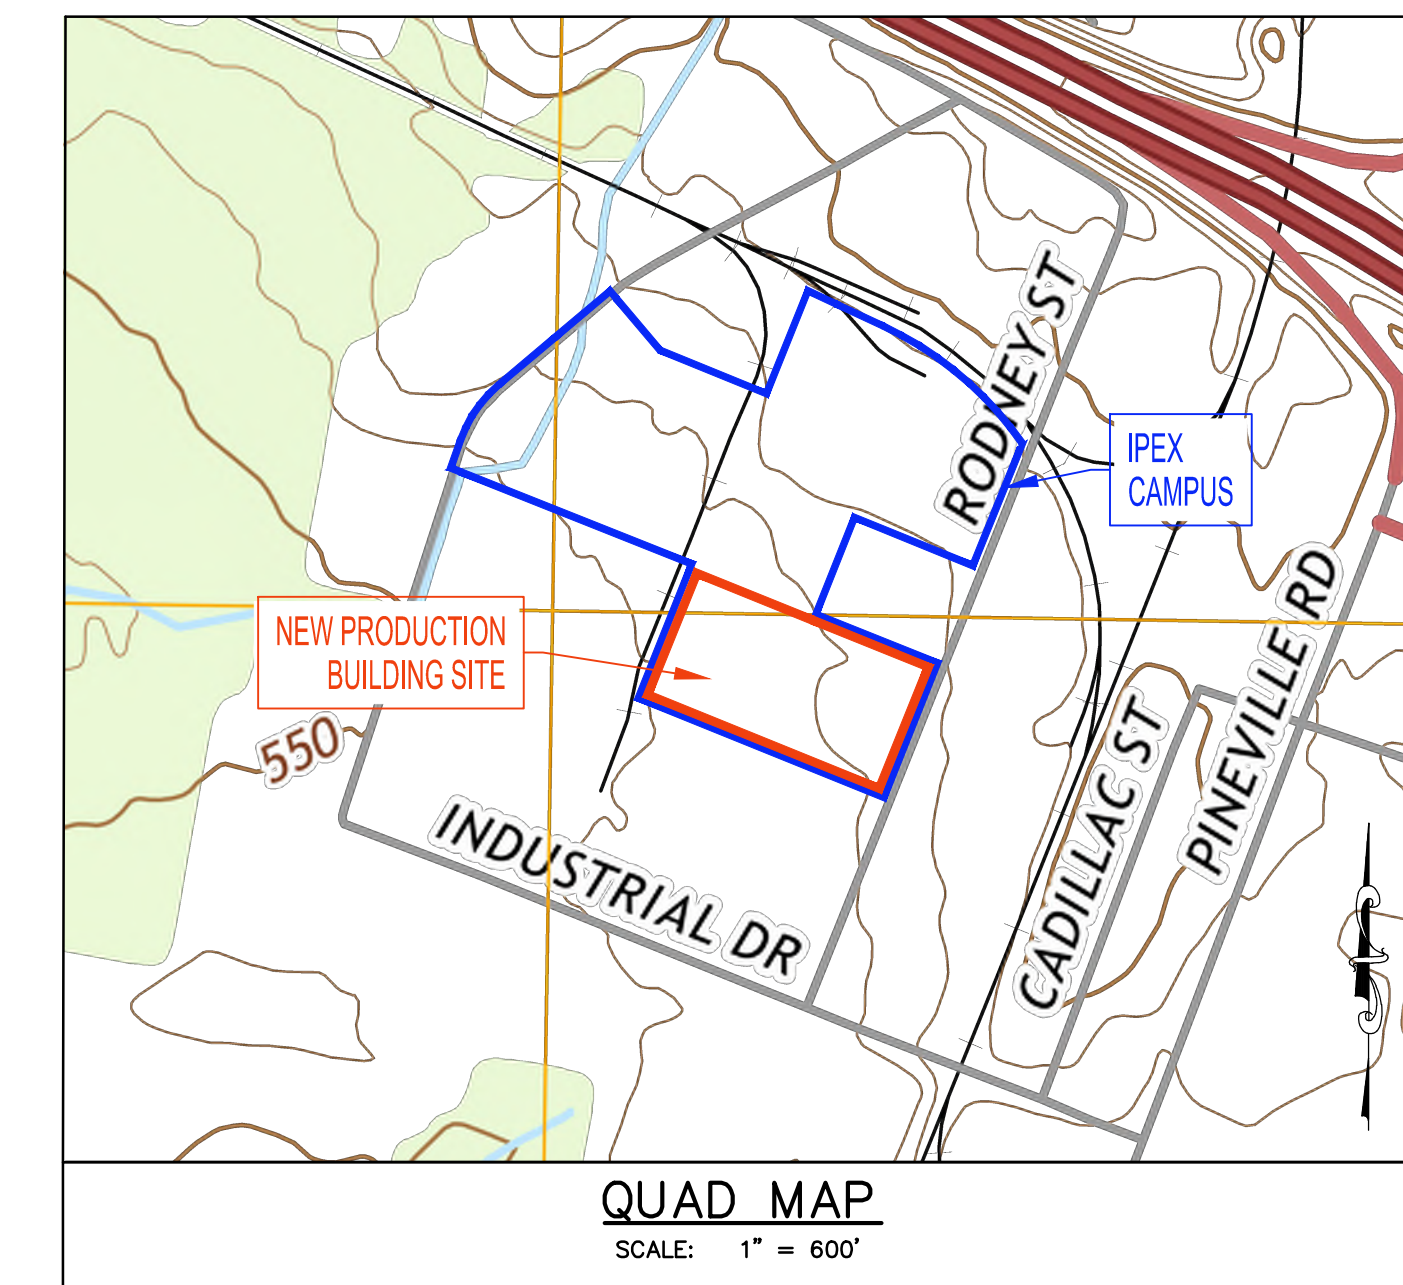 RODNEY ST
IPEX
CAMPUS
NEW PRODUCTION
BUILDING SITE
PINEVILLE RD
CADILLAC ST
550
INDUSTRIAL DR
QUAD MAP
SCALE: 1" = 600'